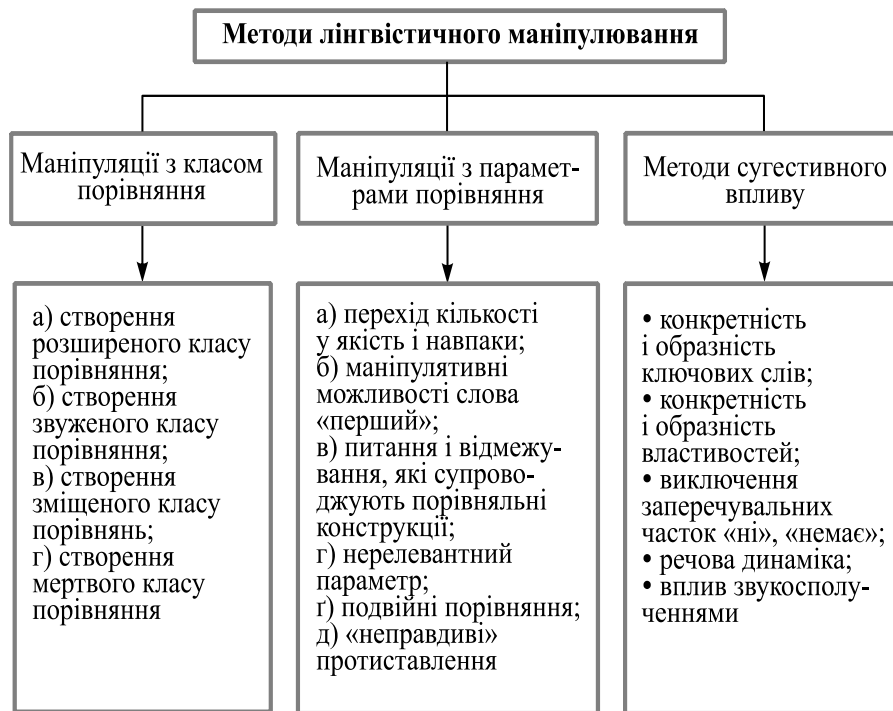 Методи лінгвістичного маніпулювання
Маніпуляції з класом
порівняння
Маніпуляції з парамет-
рами порівняння
Методи сугестивного
впливу
а) створення
розширеного класу
порівняння;
б) створення
звуженого класу
порівняння;
в) створення
зміщеного класу
порівнянь;
г) створення
мертвого класу
порівняння
а) перехід кількості
у якість і навпаки;
б) маніпулятивні
можливості слова
«перший»;
в) питання і відмежу-
вання, які супрово-
джують порівняльні
конструкції;
г) нерелевантний
параметр;
ґ) подвійні порівняння;
д) «неправдиві»
протиставлення
• конкретність
і образність
ключових слів;
• конкретність
і образність
властивостей;
• виключення
заперечувальних
часток «ні», «немає»;
• речова динаміка;
• вплив звукосполу-
ченнями